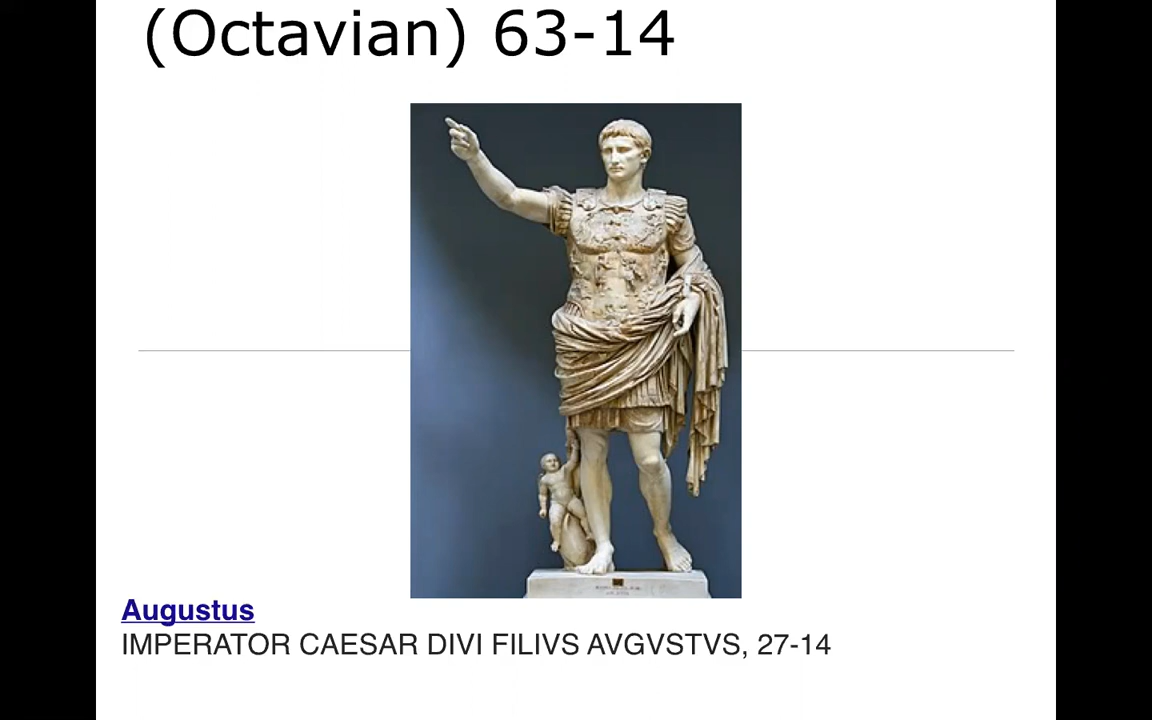 (Octavian) 63-14
Augustus
IMPERATOR CAESAR DIVI FILIVS AVGVSTVS, 27-14